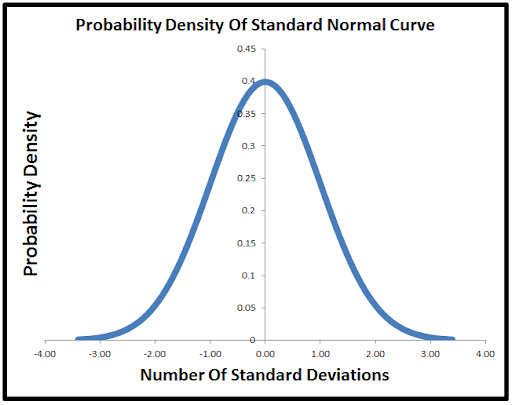 Probability Density Of Standard Normal Curve
Probability Density
0.45
0.4
0.35
0.3
0.25
0.2
0.15
0.1
0.05
0
-4.00 -3.00 -2.00 -1.00 0.00 1.00 2.00 3.00 4.00
Number Of Standard Deviations